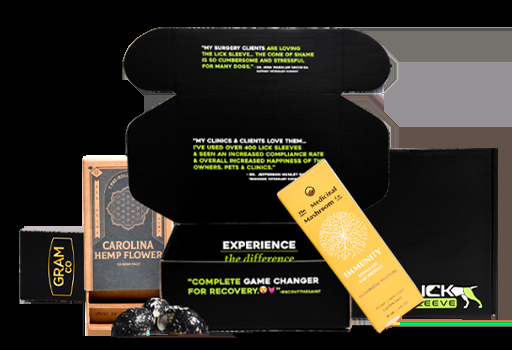 "MY SURGERY CLIENTS ARE LOVING
THE LICK SLEEVE... THE CONE OF SHAME
IS SO CUMBERSOME AND STRESSFUL
FOR MANY DOGS."
"MY CLINICS & CLIENTS LOVE THEM...
I'VE USED OVER 400 LICK SLEEVES
& SEEN AN INCREASED COMPLIANCE RATE
& OVERALL INCREASED HAPPINESS OF THE
OWNERS, PETS & CLINICS."
EXPERIENCE
the difference
"COMPLETE GAME CHANGER
FOR RECOVERY.
GRAM
CO
CAROLINA
HEMP FLOWER
The
Medicinal
Mushroom Co.
IMMUNITY
LICK
SLEEVE